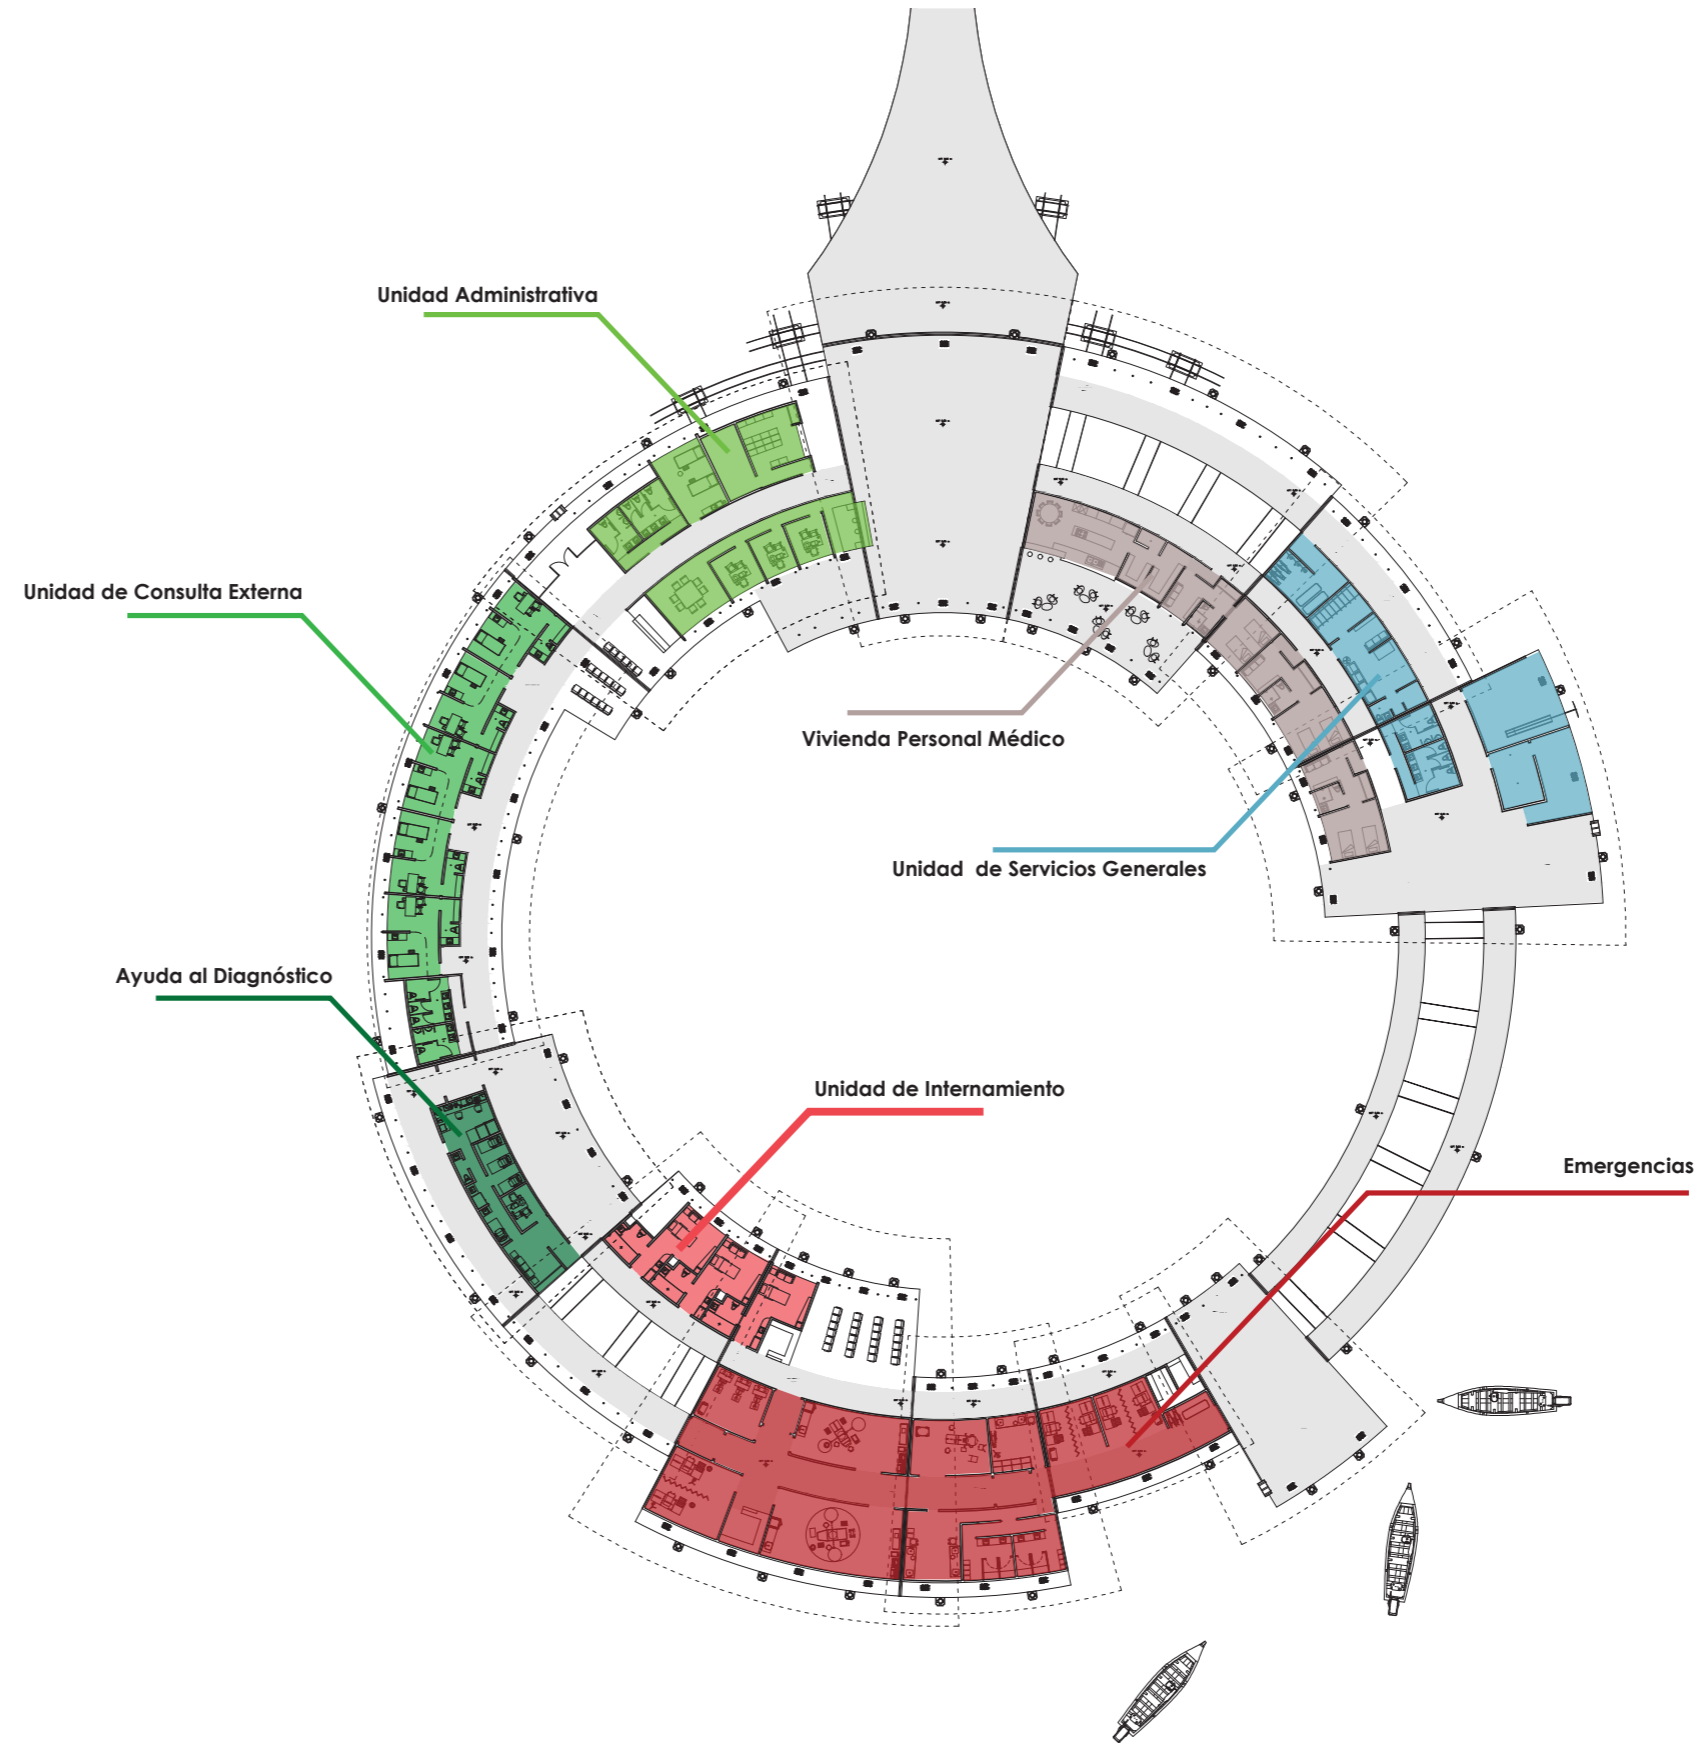 Unidad Administrativa
Unidad de Consulta Externa
Vivienda Personal Médico
Unidad de Servicios Generales
Ayuda al Diagnóstico
Unidad de Internamiento
Emergencias